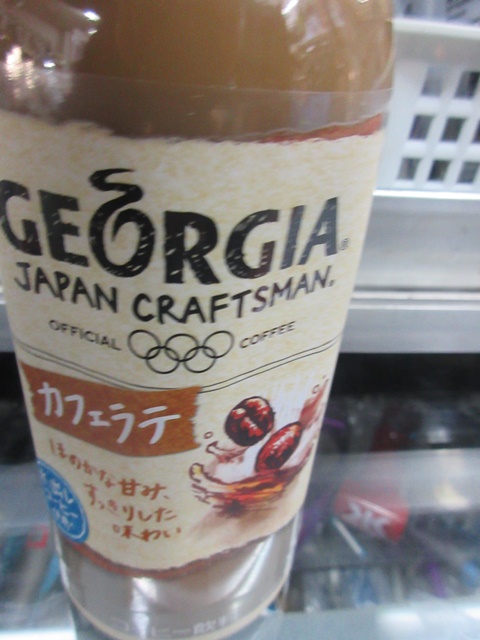 GEORGIA®
JAPAN CRAFTSMAN.
OFFICIAL COFFEE
カフェラテ
ほのかな甘み、
すっきりした
味わい